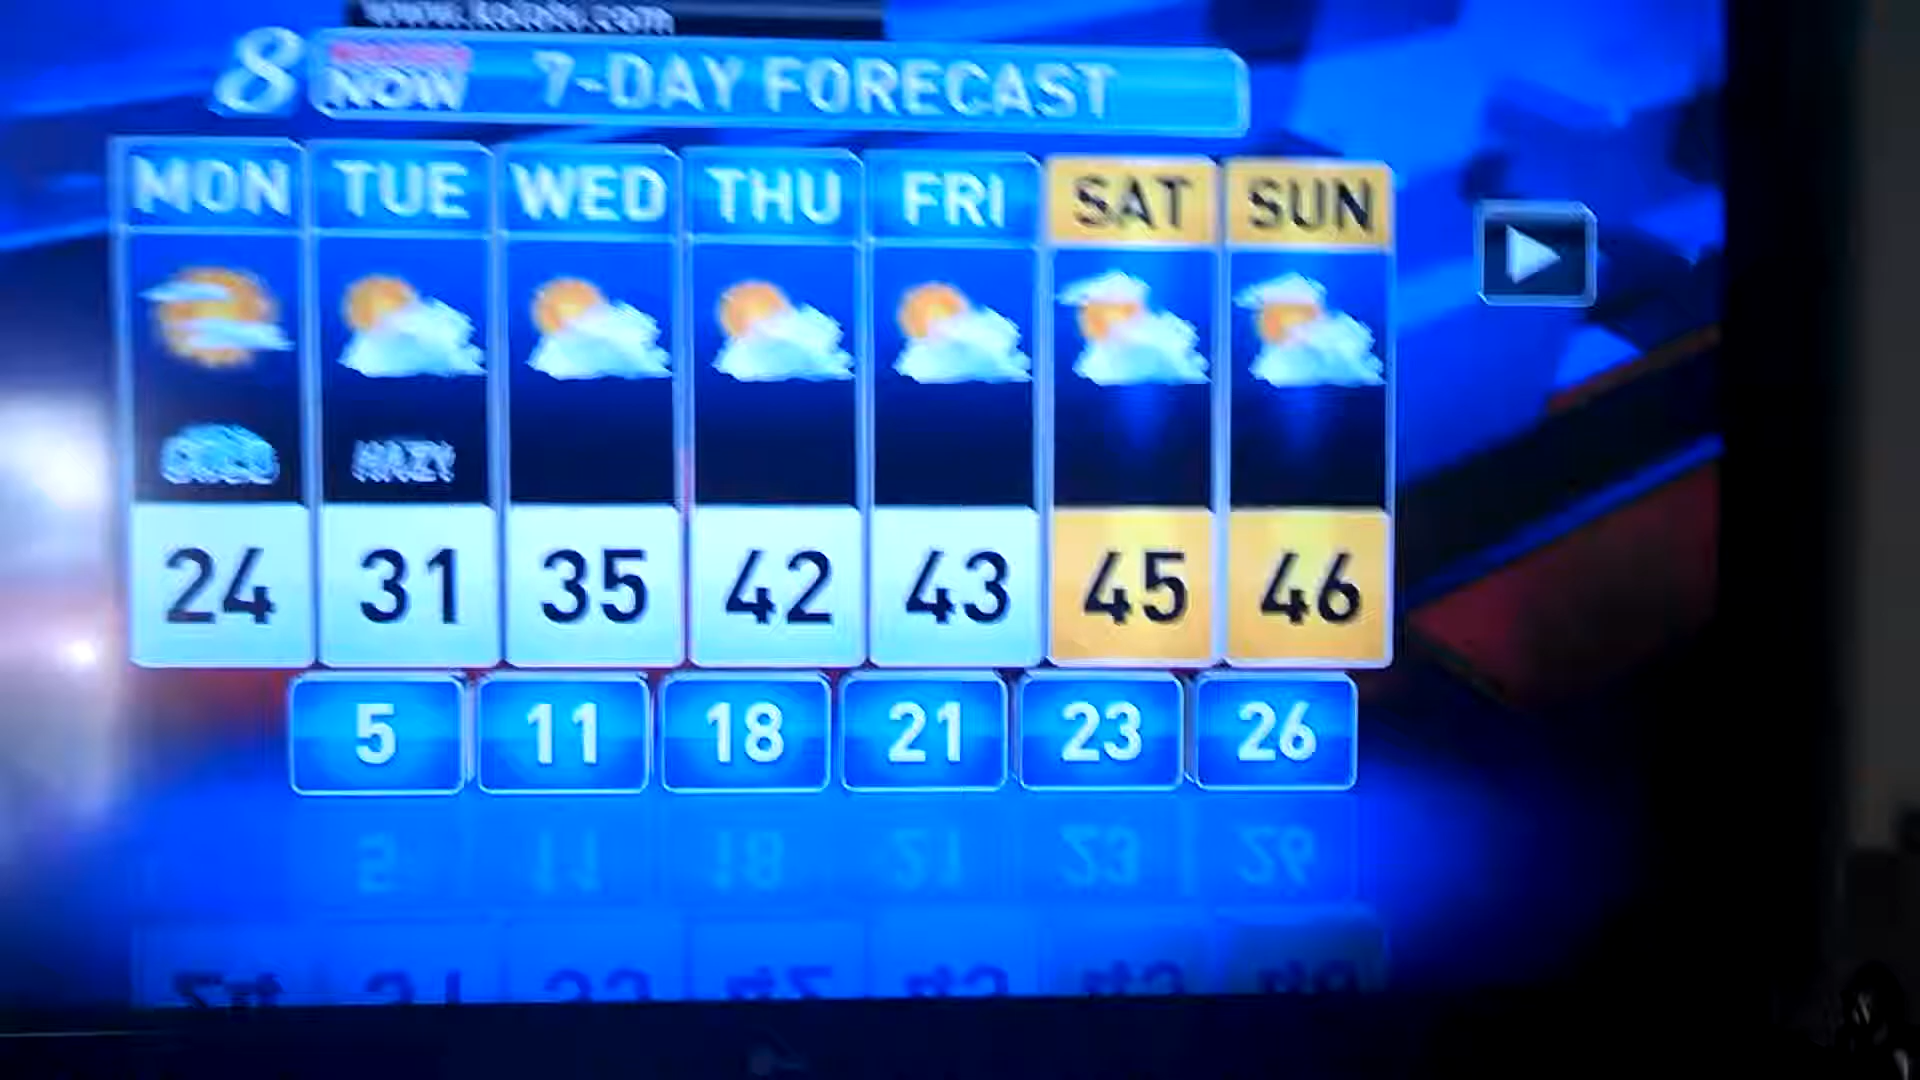 8 NOW 7-DAY FORECAST
MON TUE WED THU FRI SAT SUN
COLD HAZY
24 31 35 42 43 45 46
5 11 18 21 23 26